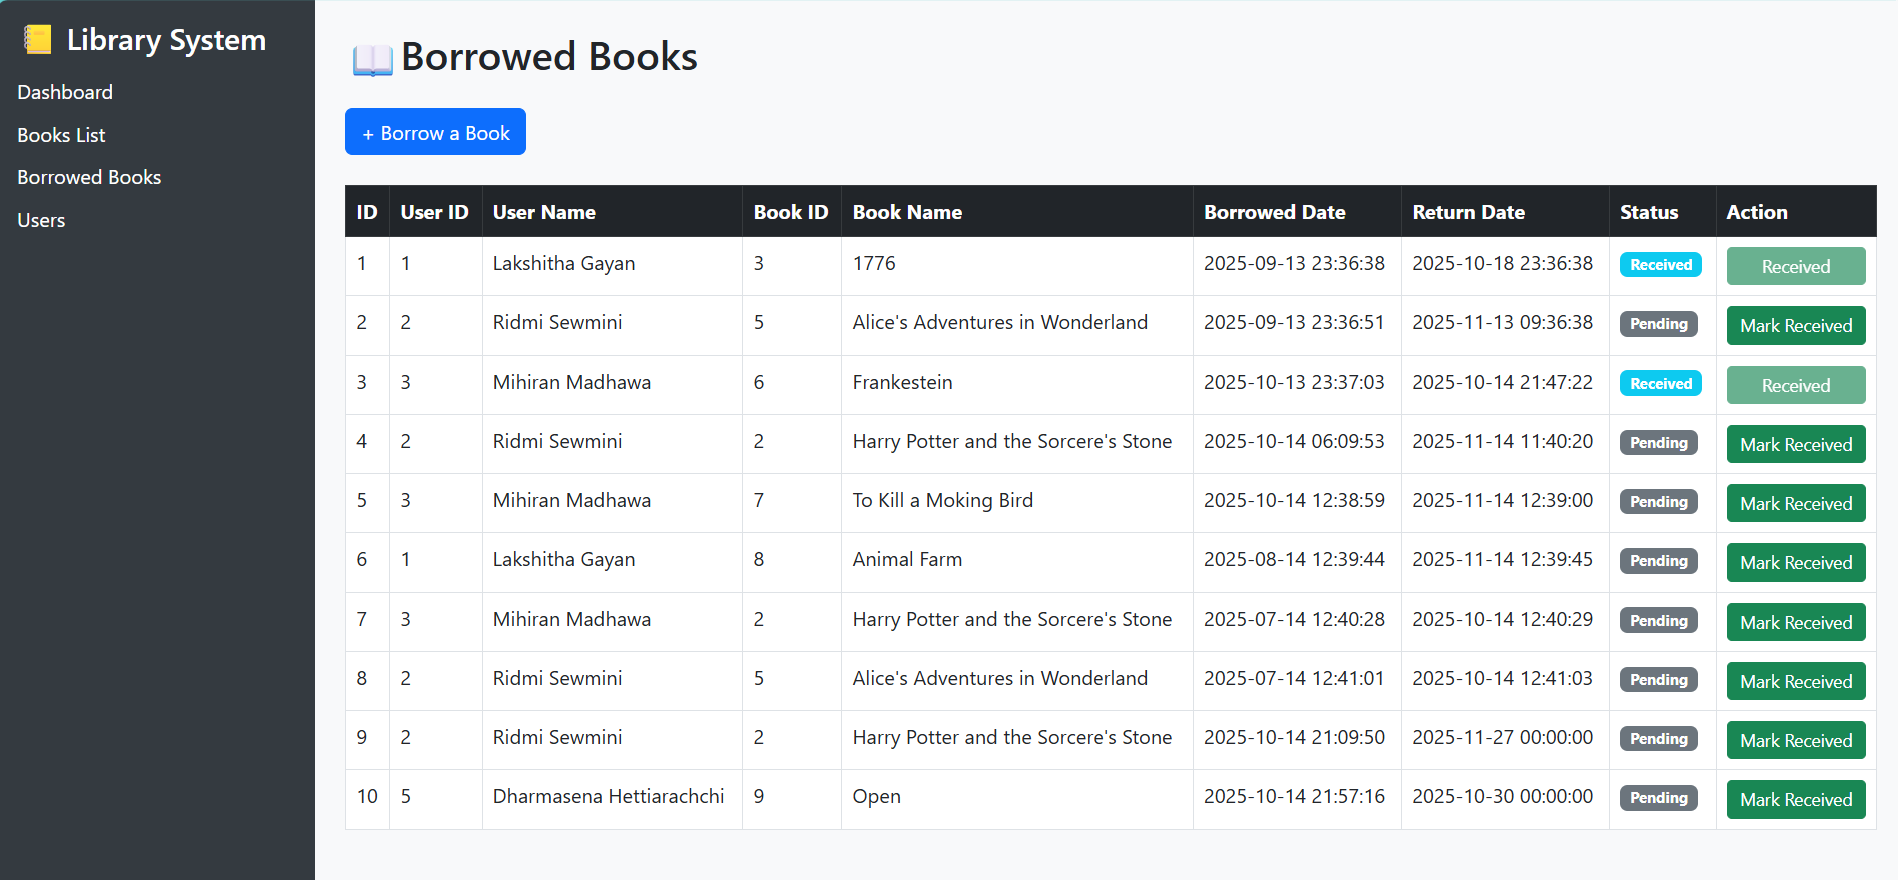 Library System
Dashboard
Books List
Borrowed Books
Users
Borrowed Books
+ Borrow a Book
ID User ID User Name Book ID Book Name Borrowed Date Return Date Status Action
1 1 Lakshitha Gayan 3 1776 2025-09-13 23:36:38 2025-10-18 23:36:38 Received Received
2 2 Ridmi Sewmini 5 Alice's Adventures in Wonderland 2025-09-13 23:36:51 2025-11-13 09:36:38 Pending Mark Received
3 3 Mihiran Madhawa 6 Frankestein 2025-10-13 23:37:03 2025-10-14 21:47:22 Received Received
4 2 Ridmi Sewmini 2 Harry Potter and the Sorcere's Stone 2025-10-14 06:09:53 2025-11-14 11:40:20 Pending Mark Received
5 3 Mihiran Madhawa 7 To Kill a Moking Bird 2025-10-14 12:38:59 2025-11-14 12:39:00 Pending Mark Received
6 1 Lakshitha Gayan 8 Animal Farm 2025-08-14 12:39:44 2025-11-14 12:39:45 Pending Mark Received
7 3 Mihiran Madhawa 2 Harry Potter and the Sorcere's Stone 2025-07-14 12:40:28 2025-10-14 12:40:29 Pending Mark Received
8 2 Ridmi Sewmini 5 Alice's Adventures in Wonderland 2025-07-14 12:41:01 2025-10-14 12:41:03 Pending Mark Received
9 2 Ridmi Sewmini 2 Harry Potter and the Sorcere's Stone 2025-10-14 21:09:50 2025-11-27 00:00:00 Pending Mark Received
10 5 Dharmasena Hettiarachchi 9 Open 2025-10-14 21:57:16 2025-10-30 00:00:00 Pending Mark Received